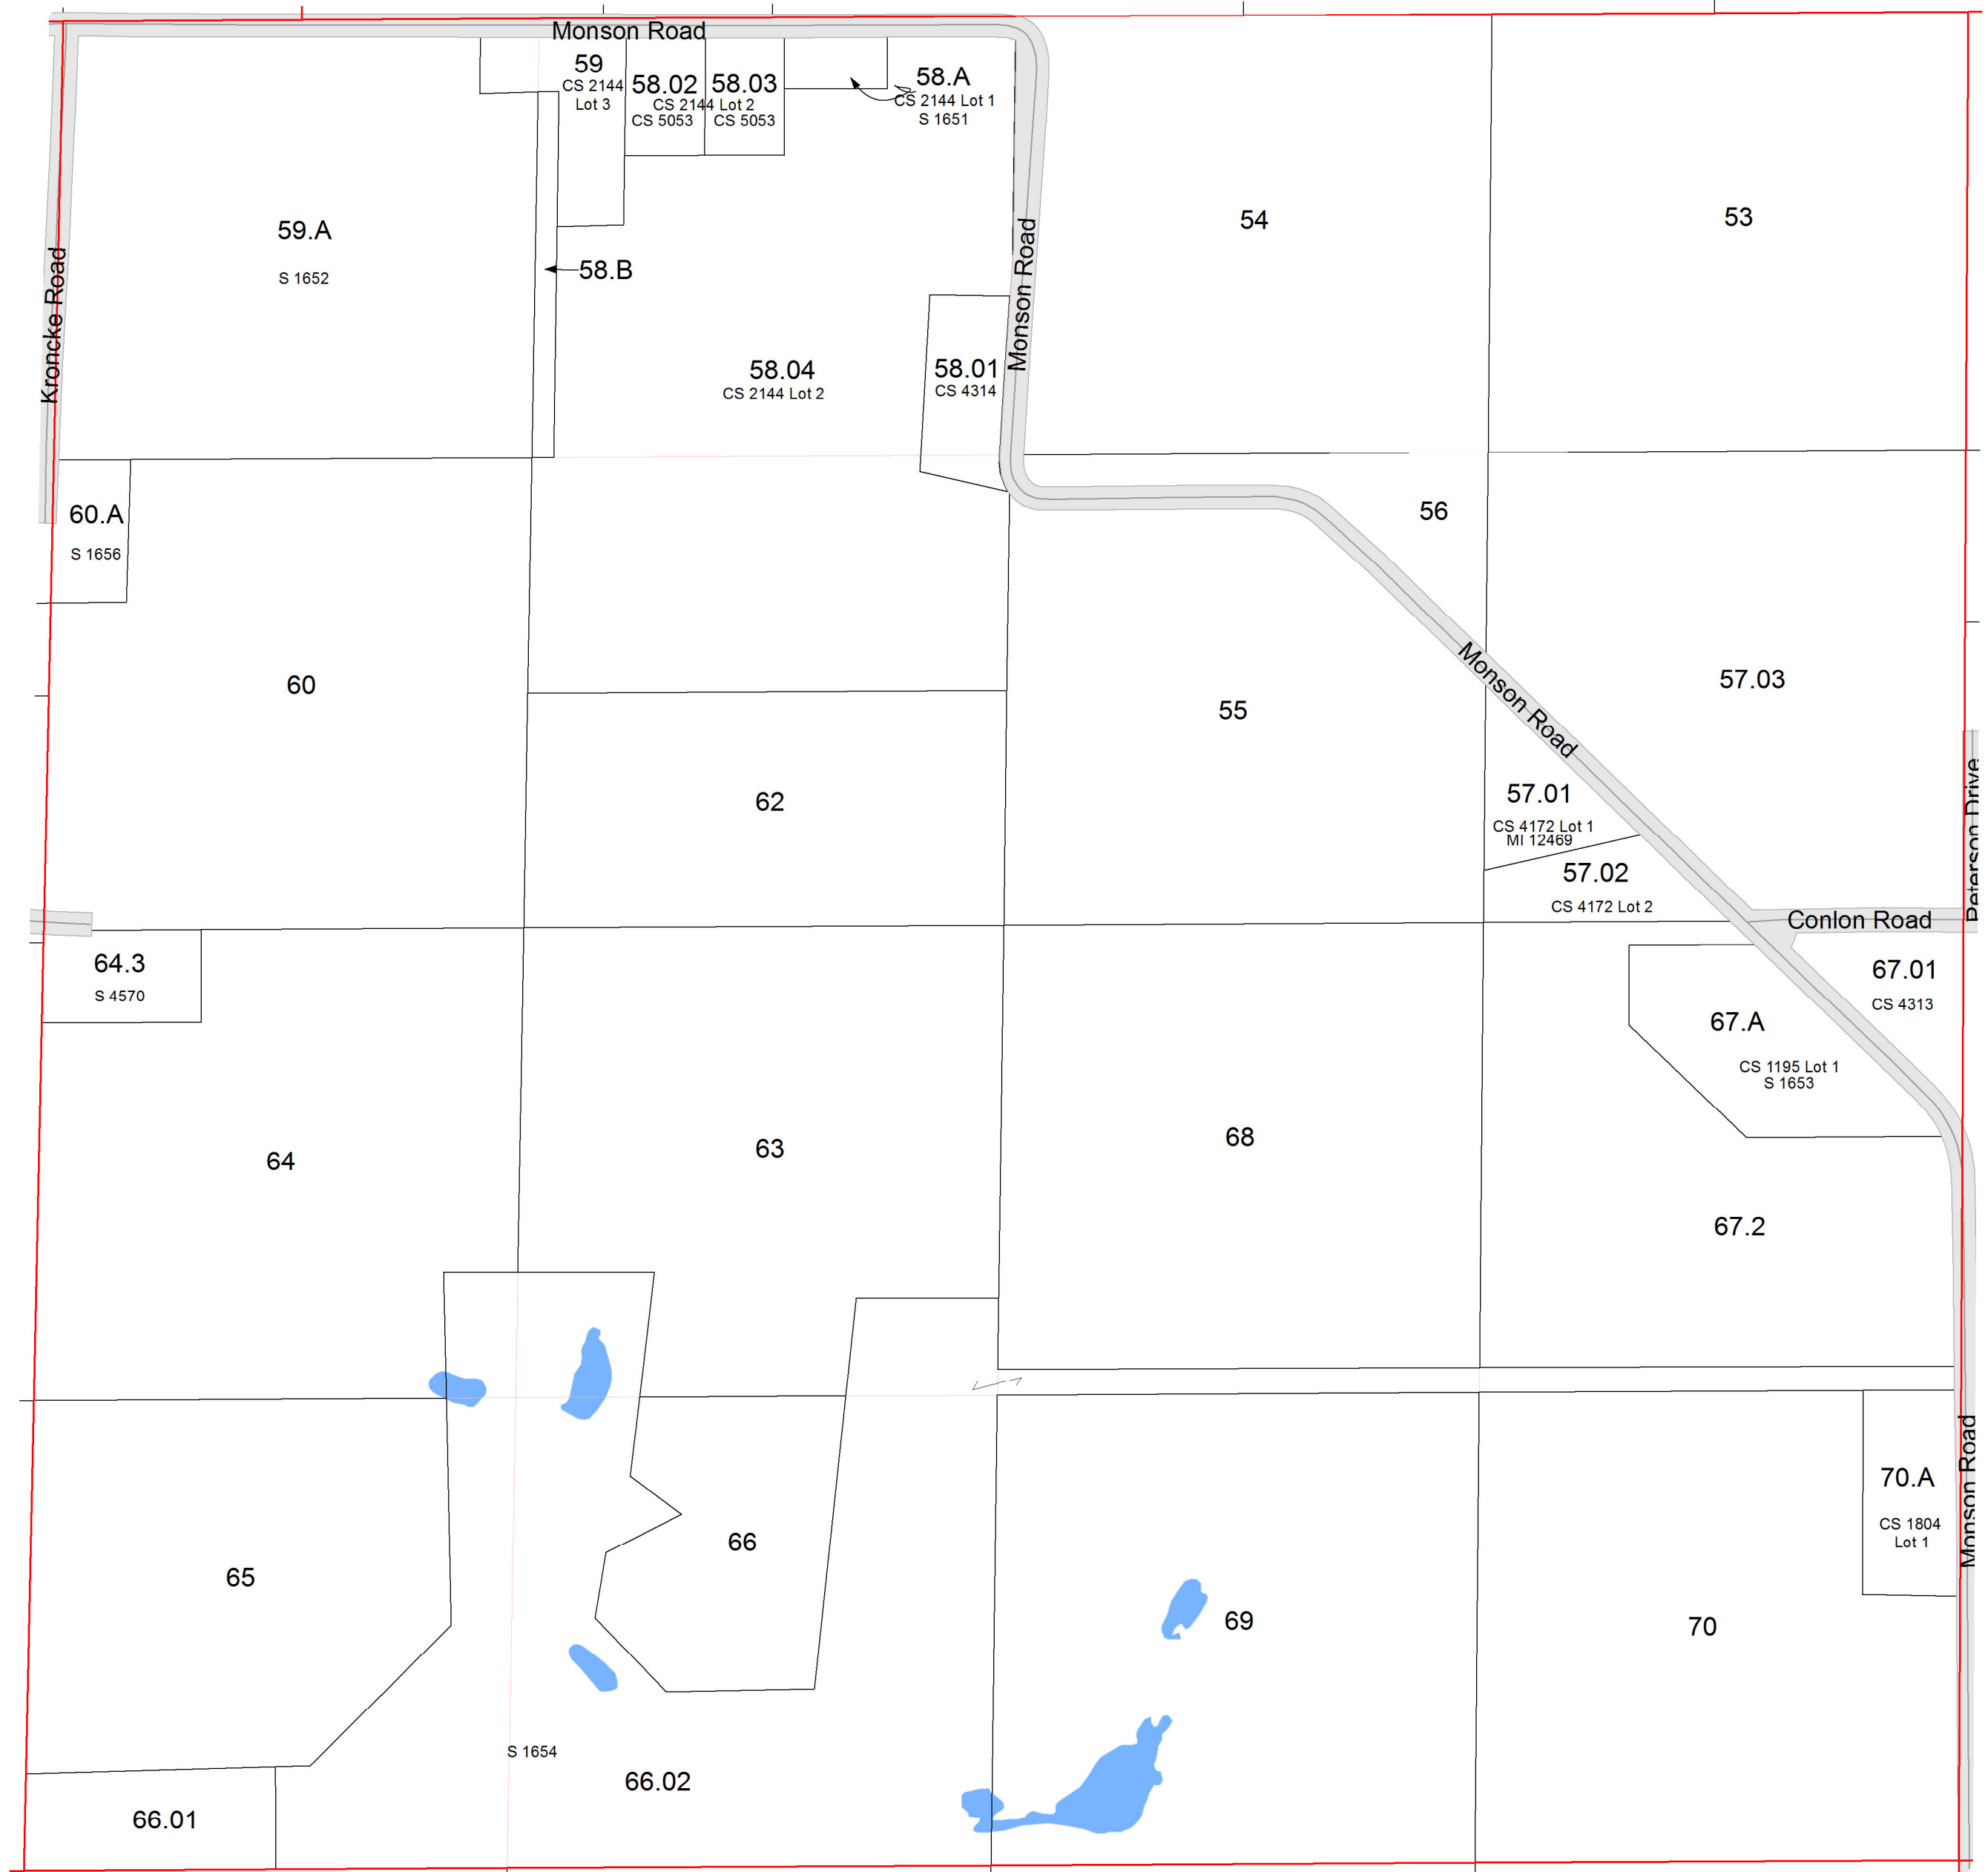 Monson Road
59
CS 2144
Lot 3
58.02
58.03
CS 2144 Lot 2
CS 5053
CS 5053
58.A
CS 2144 Lot 1
S 1651
59.A
S 1652
54
53
Kroncke Road
58.B
Monson Road
58.04
CS 2144 Lot 2
58.01
CS 4314
60.A
S 1656
56
60
55
Monson Road
57.03
62
57.01
CS 4172 Lot 1
MI 12469
57.02
CS 4172 Lot 2
Peterson Drive
Conlon Road
64.3
S 4570
67.01
CS 4313
67.A
CS 1195 Lot 1
S 1653
64
63
68
67.2
70.A
CS 1804
Lot 1
Monson Road
66
65
69
70
S 1654
66.02
66.01